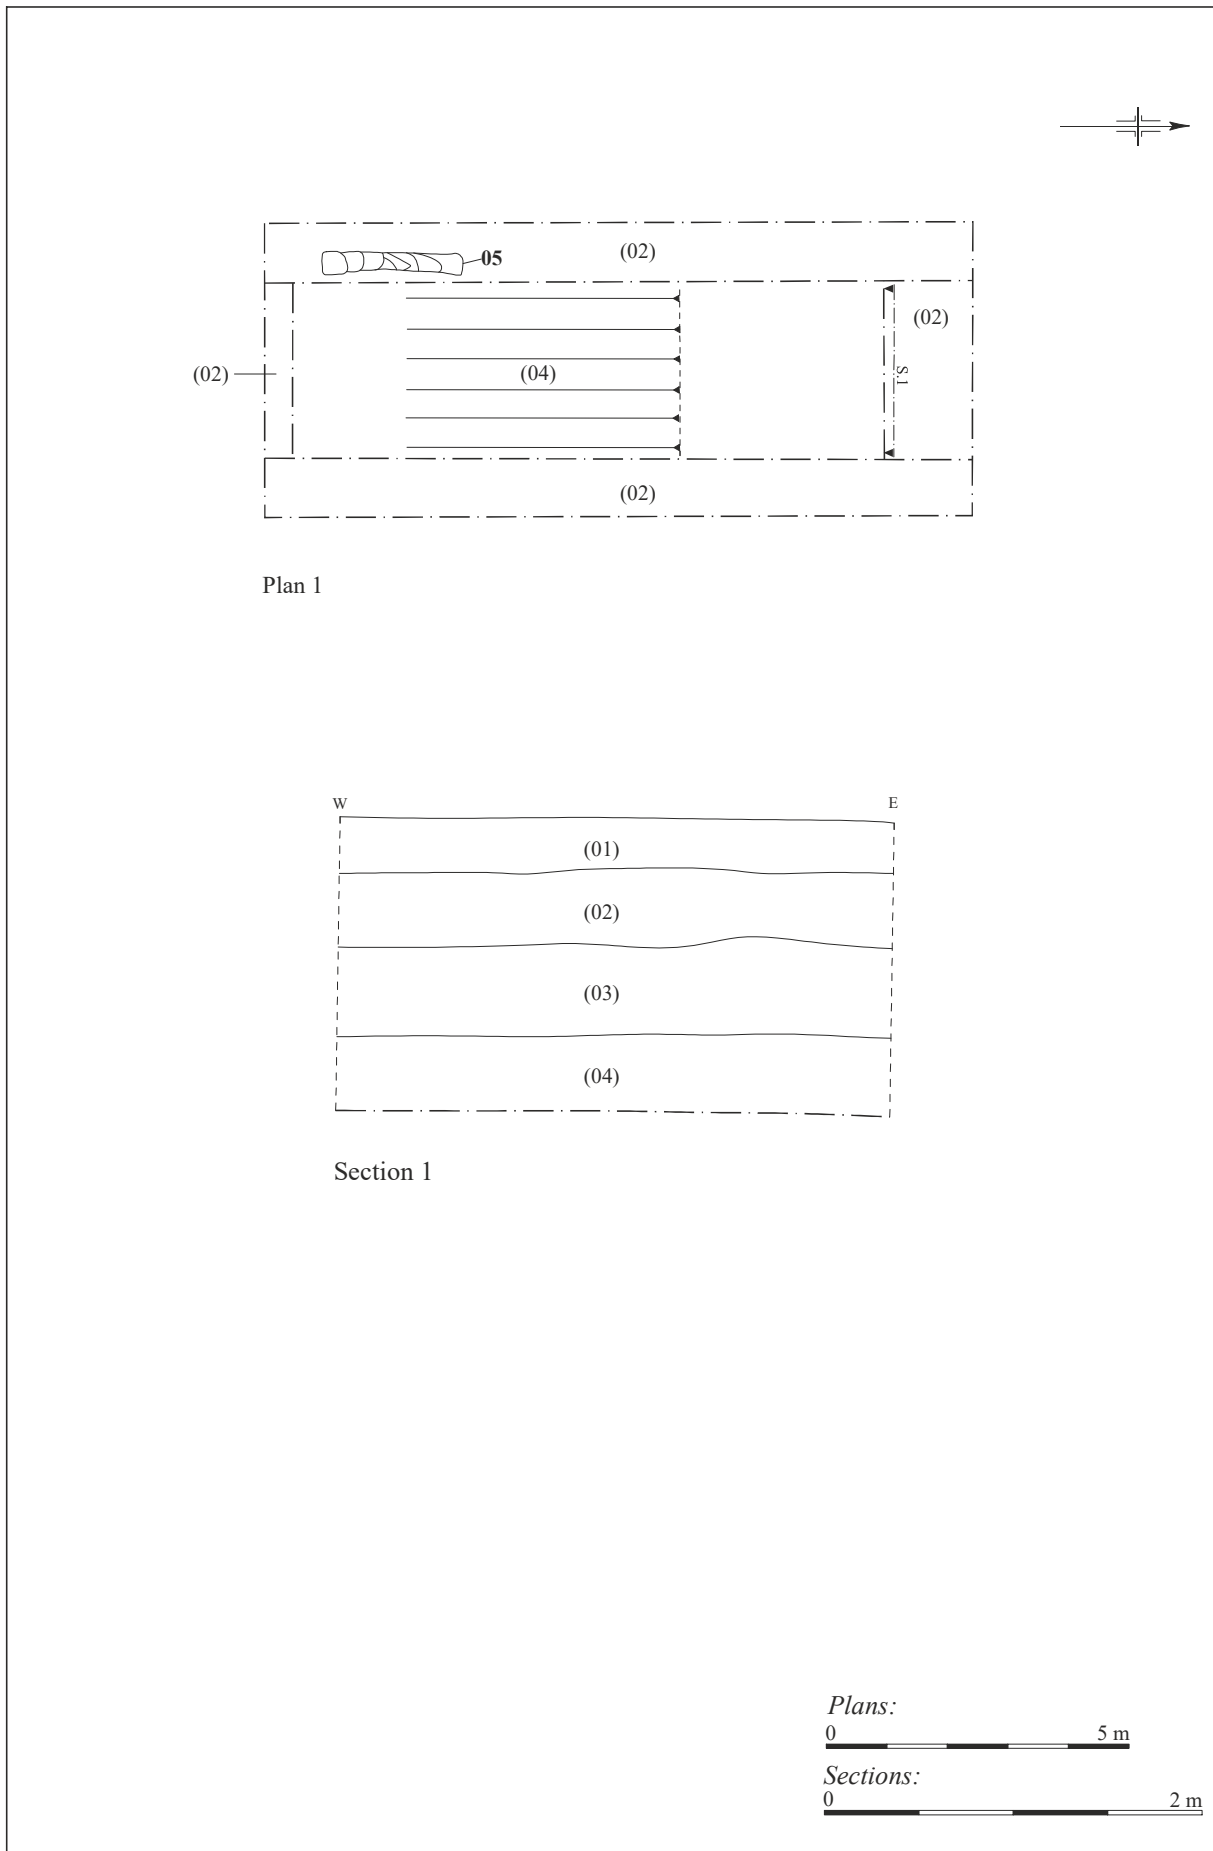 (02)
05
(02)
(02)
(04)
S.1
(02)
Plan 1
W E
(01)
(02)
(03)
(04)
Section 1
Plans:
0 5 m
Sections:
0 2 m